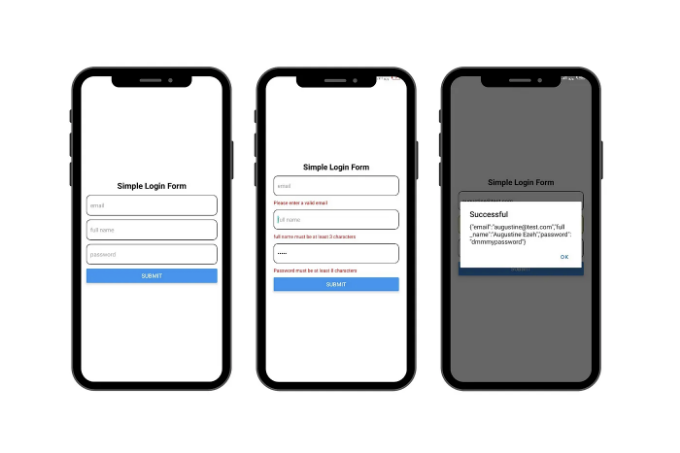 Simple Login Form
email
full name
password
SUBMIT
Simple Login Form
email
Please enter a valid email
full name
full name must be at least 3 characters
•••••
Password must be at least 8 characters
SUBMIT
Simple Login Form
Successful
{"email":"augustine@test.com","full
_name":"Augustine Ezeh","password":
"dmmmypassword"}
OK